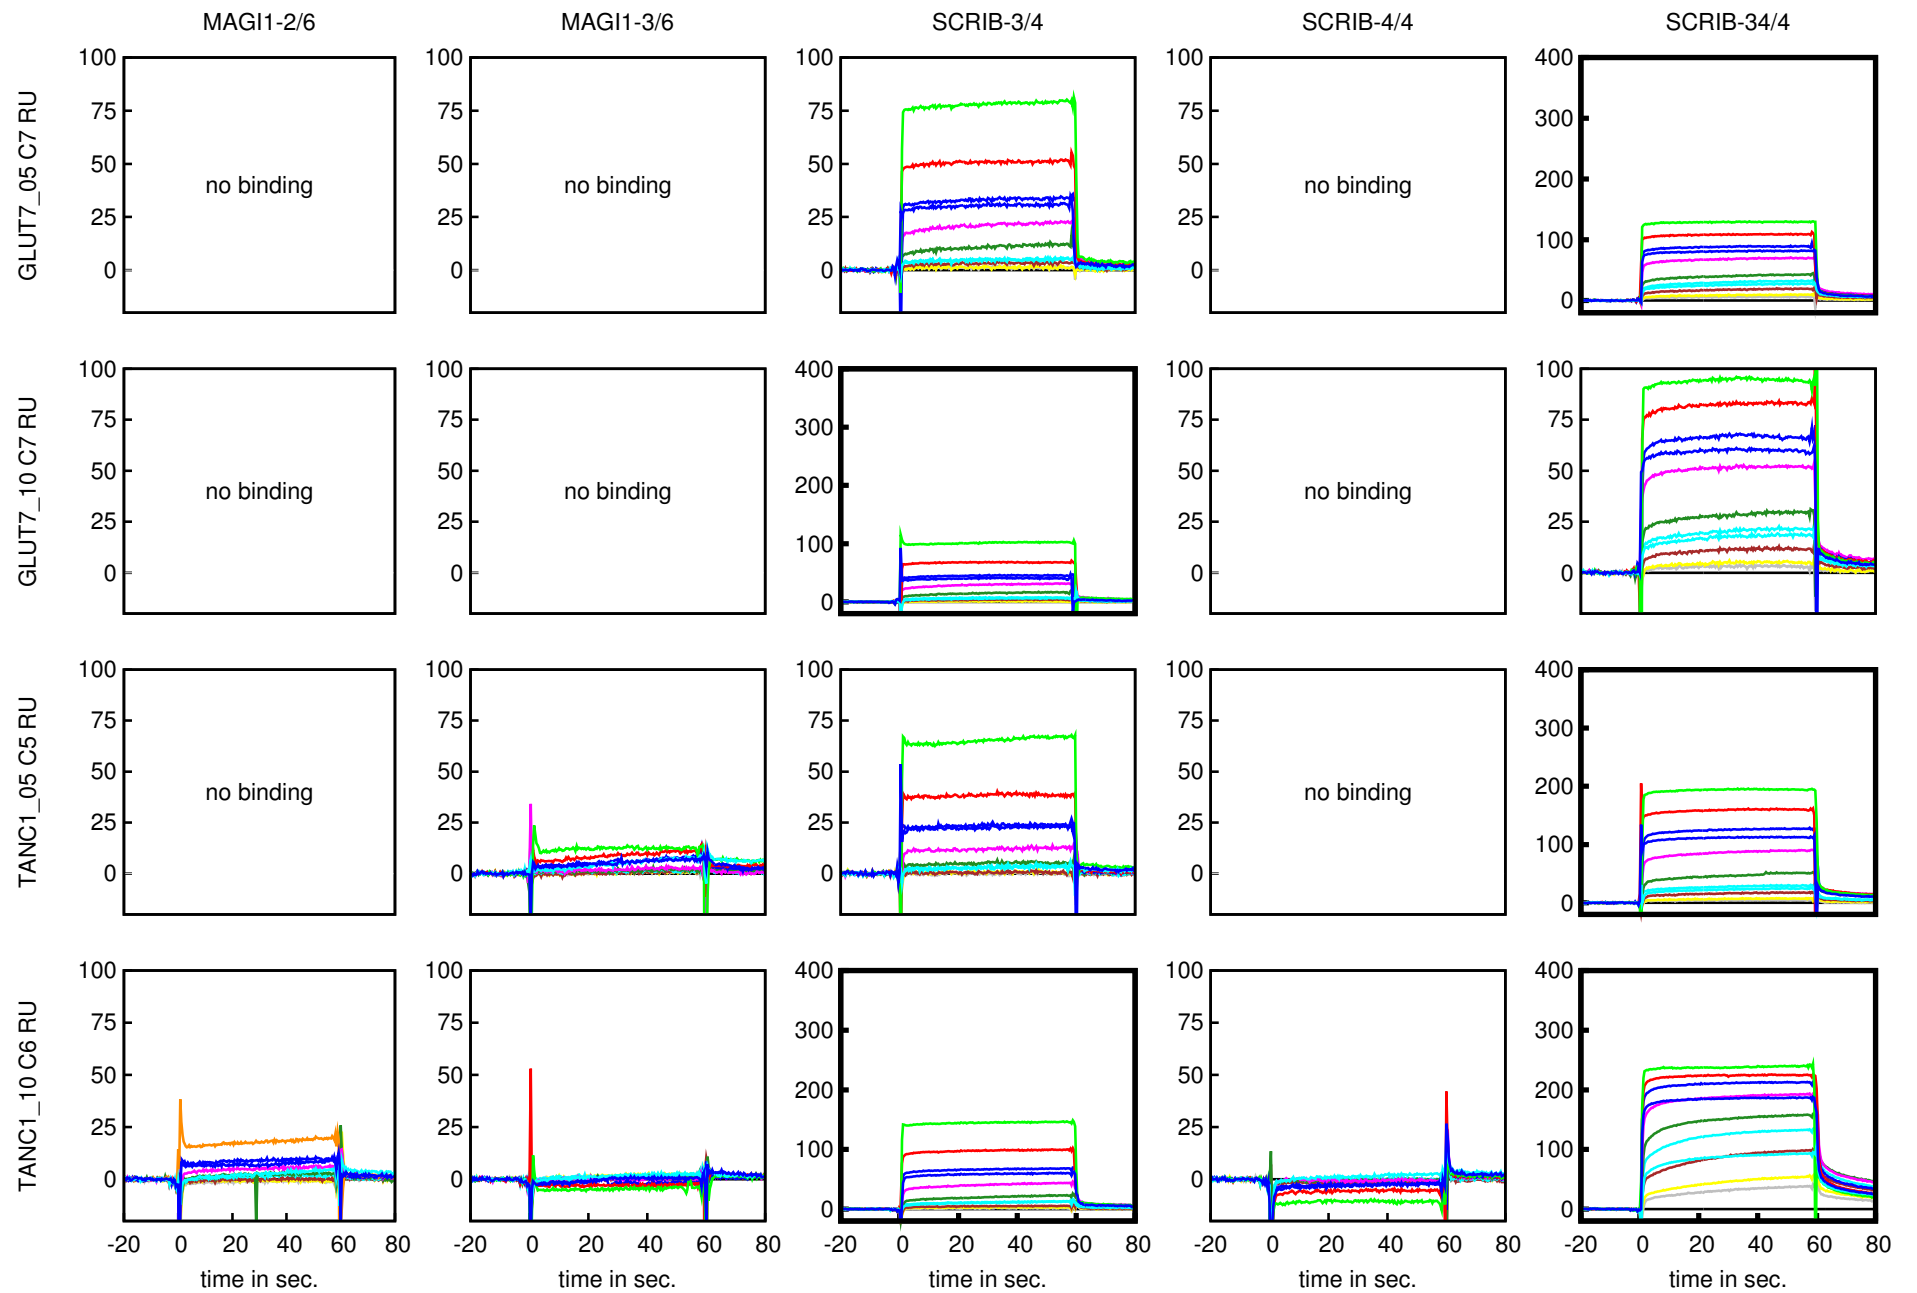 MAGI1-2/6 MAGI1-3/6 SCRIB-3/4 SCRIB-4/4 SCRIB-34/4
GLUT7_05 C7 RU
100 75 50 25 0
no binding
100 75 50 25 0
no binding
100 75 50 25 0
100 75 50 25 0
no binding
400 300 200 100 0
GLUT7_10 C7 RU
100 75 50 25 0
no binding
100 75 50 25 0
no binding
400 300 200 100 0
100 75 50 25 0
no binding
100 75 50 25 0
TANC1_05 C5 RU
100 75 50 25 0
no binding
100 75 50 25 0
100 75 50 25 0
100 75 50 25 0
no binding
400 300 200 100 0
TANC1_10 C6 RU
100 75 50 25 0
100 75 50 25 0
400 300 200 100 0
100 75 50 25 0
400 300 200 100 0
-20 0 20 40 60 80 -20 0 20 40 60 80 -20 0 20 40 60 80 -20 0 20 40 60 80 -20 0 20 40 60 80
time in sec. time in sec. time in sec. time in sec. time in sec.